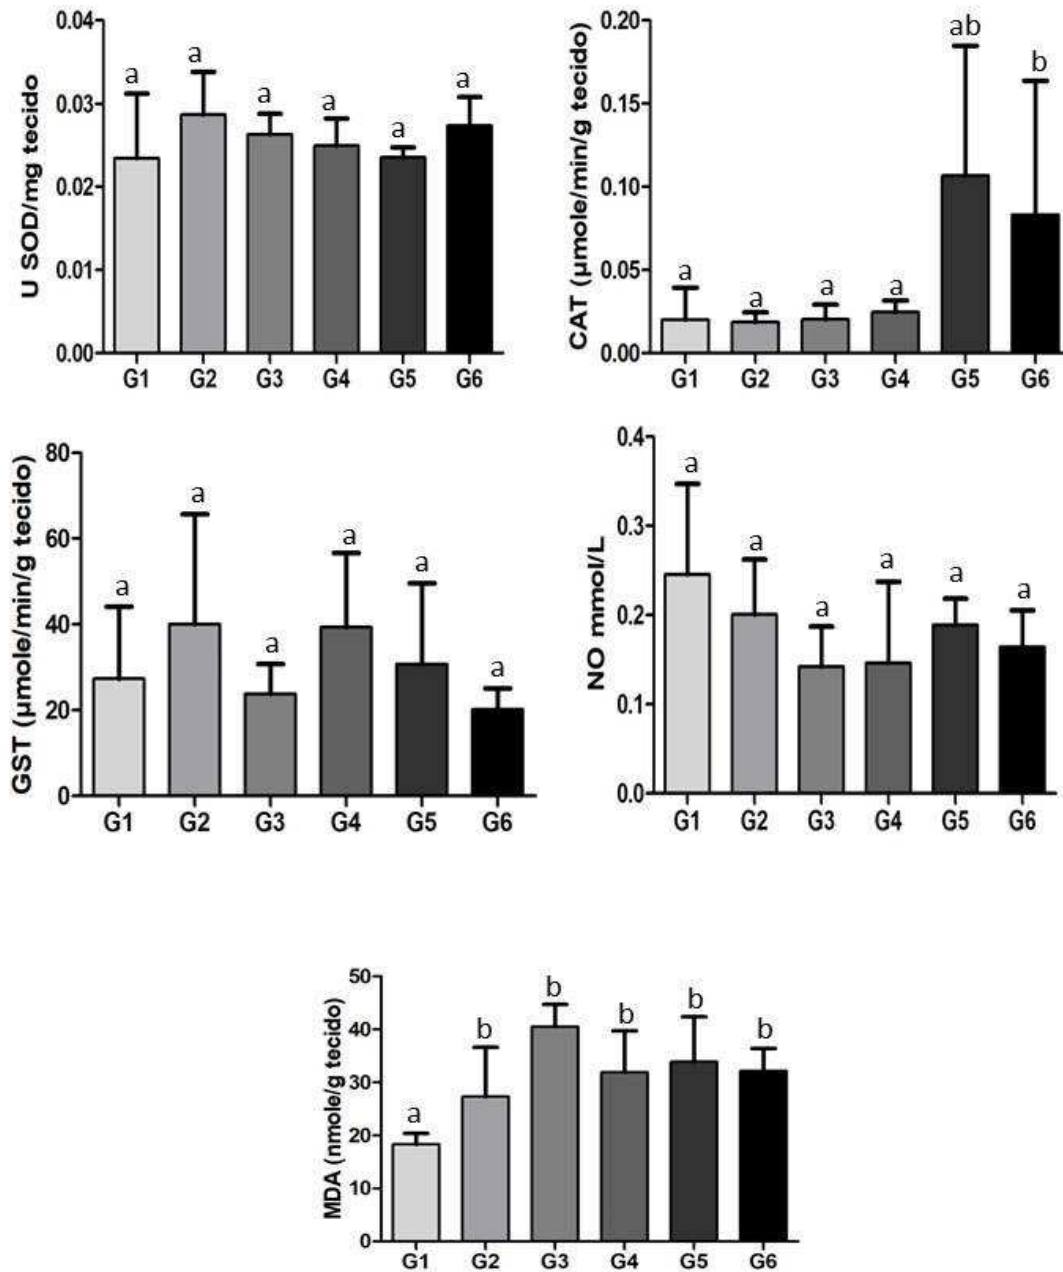 U SOD/mg tecido
0.04
0.03
0.02
0.01
0.00
a
a
a
a
a
a
G1 G2 G3 G4 G5 G6
CAT (μmole/min/g tecido)
0.20
0.15
0.10
0.05
0.00
a
a
a
a
ab
b
G1 G2 G3 G4 G5 G6
GST (μmole/min/g tecido)
80
60
40
20
0
a
a
a
a
a
a
G1 G2 G3 G4 G5 G6
NO mmol/L
0.4
0.3
0.2
0.1
0.0
a
a
a
a
a
a
G1 G2 G3 G4 G5 G6
MDA (nmole/g tecido)
50
40
30
20
10
0
a
b
b
b
b
b
G1 G2 G3 G4 G5 G6